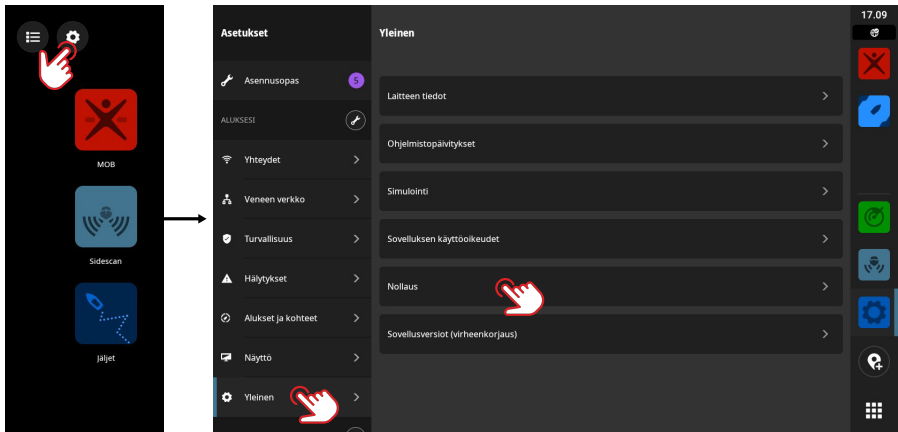 MOB
Sidescan
Jäljet
Asetukset
Asennusopas
5
ALUKSESI
Yhteydet
Veneen verkko
Turvallisuus
Hälytykset
Alukset ja kohteet
Näyttö
Yleinen
Yleinen
Laitteen tiedot
Ohjelmistopäivitykset
Simulointi
Sovelluksen käyttöoikeudet
Nollaus
Sovellusversiot (virheenkorjaus)
17.09